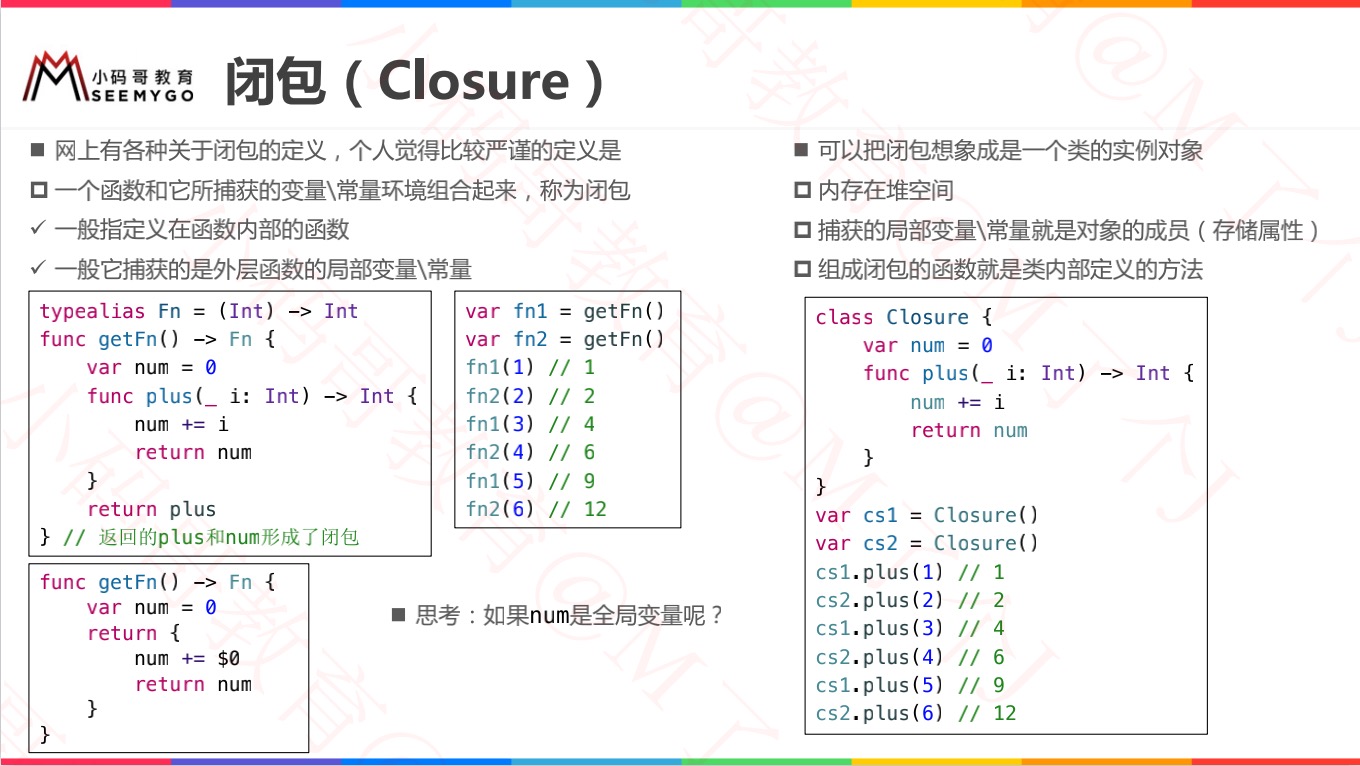 小码哥教育
SEEMYGO
闭包（Closure）
网上有各种关于闭包的定义，个人觉得比较严谨的定义是
一个函数和它所捕获的变量\常量环境组合起来，称为闭包
一般指定义在函数内部的函数
一般它捕获的是外层函数的局部变量\常量
typealias Fn = (Int) -> Int
func getFn() -> Fn {
    var num = 0
    func plus(_ i: Int) -> Int {
        num += i
        return num
    }
    return plus
} // 返回的plus和num形成了闭包
var fn1 = getFn()
var fn2 = getFn()
fn1(1) // 1
fn2(2) // 2
fn1(3) // 4
fn2(4) // 6
fn1(5) // 9
fn2(6) // 12
func getFn() -> Fn {
    var num = 0
    return {
        num += $0
        return num
    }
}
思考：如果num是全局变量呢？
可以把闭包想象成是一个类的实例对象
内存在堆空间
捕获的局部变量\常量就是对象的成员（存储属性）
组成闭包的函数就是类内部定义的方法
class Closure {
    var num = 0
    func plus(_ i: Int) -> Int {
        num += i
        return num
    }
}
var cs1 = Closure()
var cs2 = Closure()
cs1.plus(1) // 1
cs2.plus(2) // 2
cs1.plus(3) // 4
cs2.plus(4) // 6
cs1.plus(5) // 9
cs2.plus(6) // 12